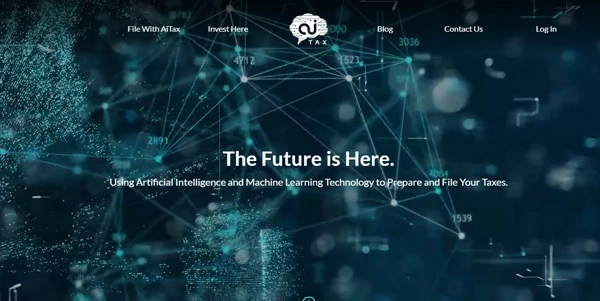 File With AiTax
Invest Here
ai
TAX
Blog
Contact Us
Log In
3036
4712
1523
2891
The Future is Here.
Using Artificial Intelligence and Machine Learning Technology to Prepare and File Your Taxes.
1539